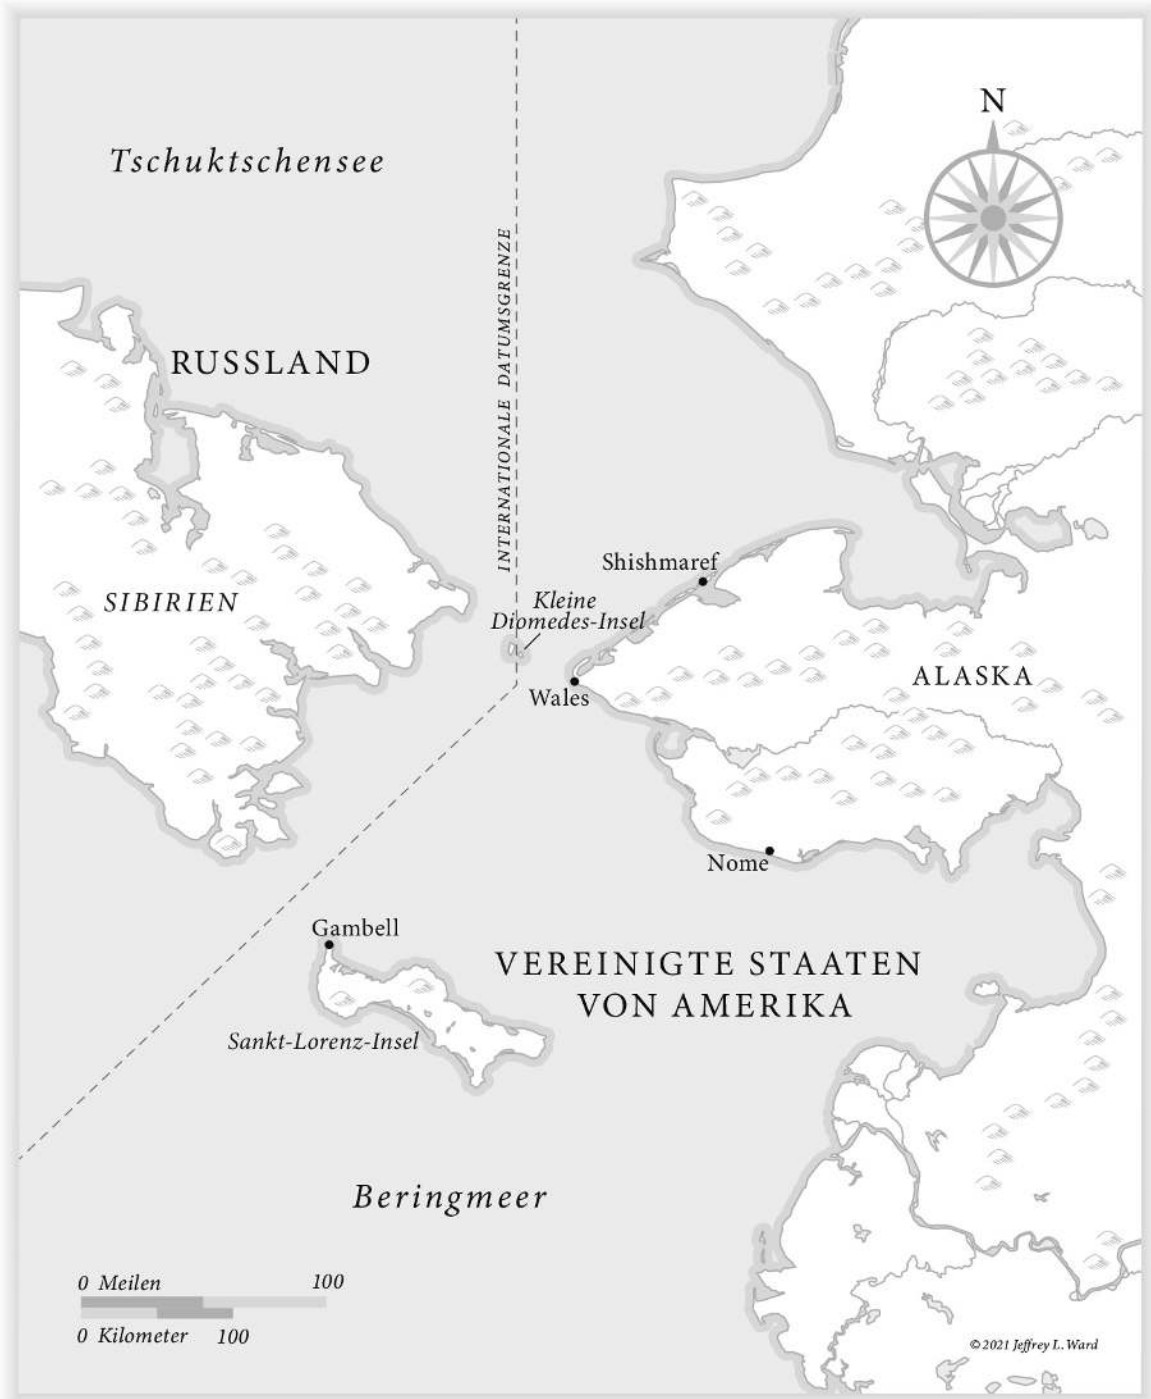 N
Tschuktschensee
INTERNATIONALE DATUMSGRENZE
RUSSLAND
Shishmaref
SIBIRIEN
Kleine
Diomedes-Insel
ALASKA
Wales
Nome
Gambell
VEREINIGTE STAATEN
VON AMERIKA
Sankt-Lorenz-Insel
Beringmeer
0 Meilen 100
0 Kilometer 100
© 2021 Jeffrey L. Ward